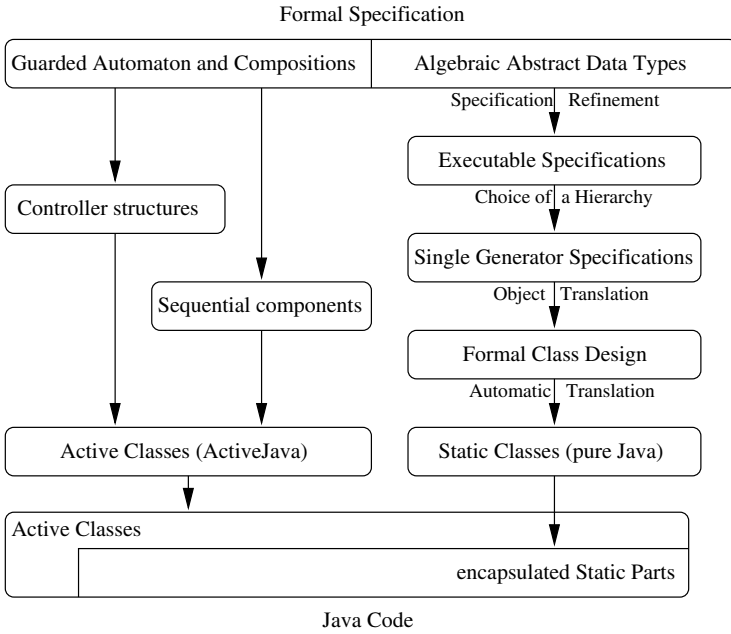 Formal Specification
Guarded Automaton and Compositions
Algebraic Abstract Data Types
Specification Refinement
Executable Specifications
Choice of a Hierarchy
Controller structures
Single Generator Specifications
Object Translation
Sequential components
Formal Class Design
Automatic Translation
Active Classes (ActiveJava)
Static Classes (pure Java)
Active Classes
encapsulated Static Parts
Java Code